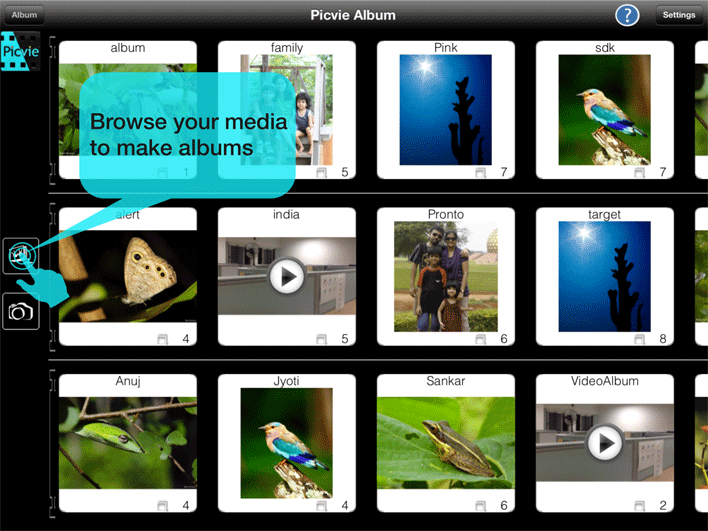 Album
Picvie Album
?
Settings
Picvie
album
family
Pink
sdk
Browse your media
to make albums
1
5
7
7
alert
india
Pronto
target
4
5
6
8
Anuj
Jyoti
Sankar
VideoAlbum
4
4
6
2